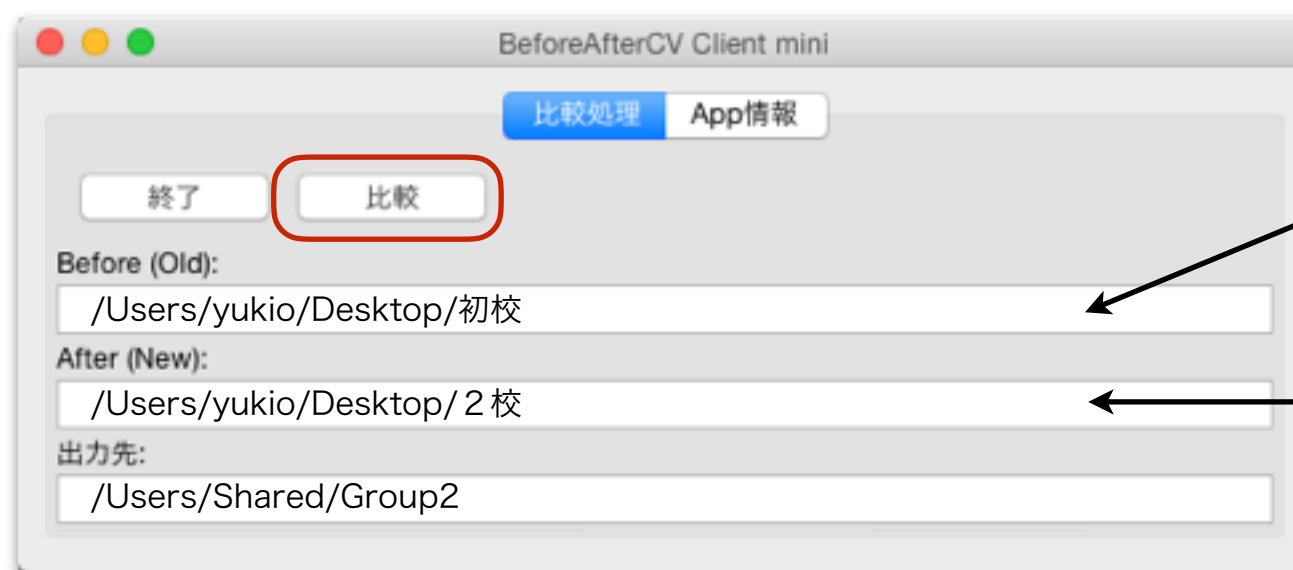 BeforeAfterCV Client mini
比較処理 App情報
終了 比較
Before (Old):
/Users/yukio/Desktop/初校
After (New):
/Users/yukio/Desktop/２校
出力先:
/Users/Shared/Group2